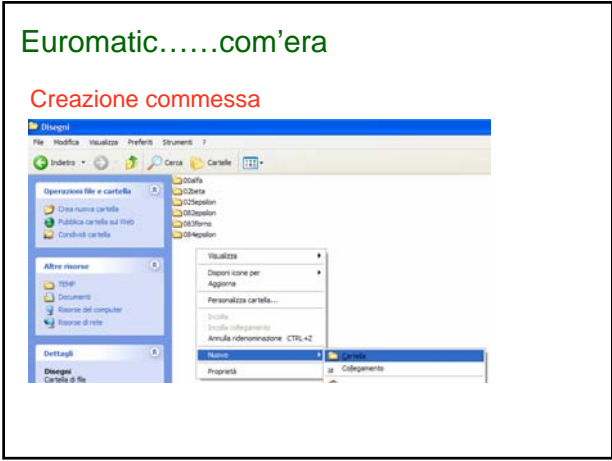 Euromatic……com'era
Creazione commessa
Disegni
File Modifica Visualizza Preferiti Strumenti ?
Indietro Cerca Cartelle
Operazioni file e cartella
Crea nuova cartella
Pubblica cartella sul Web
Condividi cartella
Altre risorse
TEMP
Documenti
Risorse del computer
Risorse di rete
Dettagli
Disegni
Cartella di file
00alfa
02beta
025epsilon
082epsilon
083forno
084epsilon
Visualizza
Disponi icone per
Aggiorna
Personalizza cartella...
Incolla
Incolla collegamento
Annulla ridenominazione CTRL+Z
Nuovo
Proprietà
Cartella
Collegamento